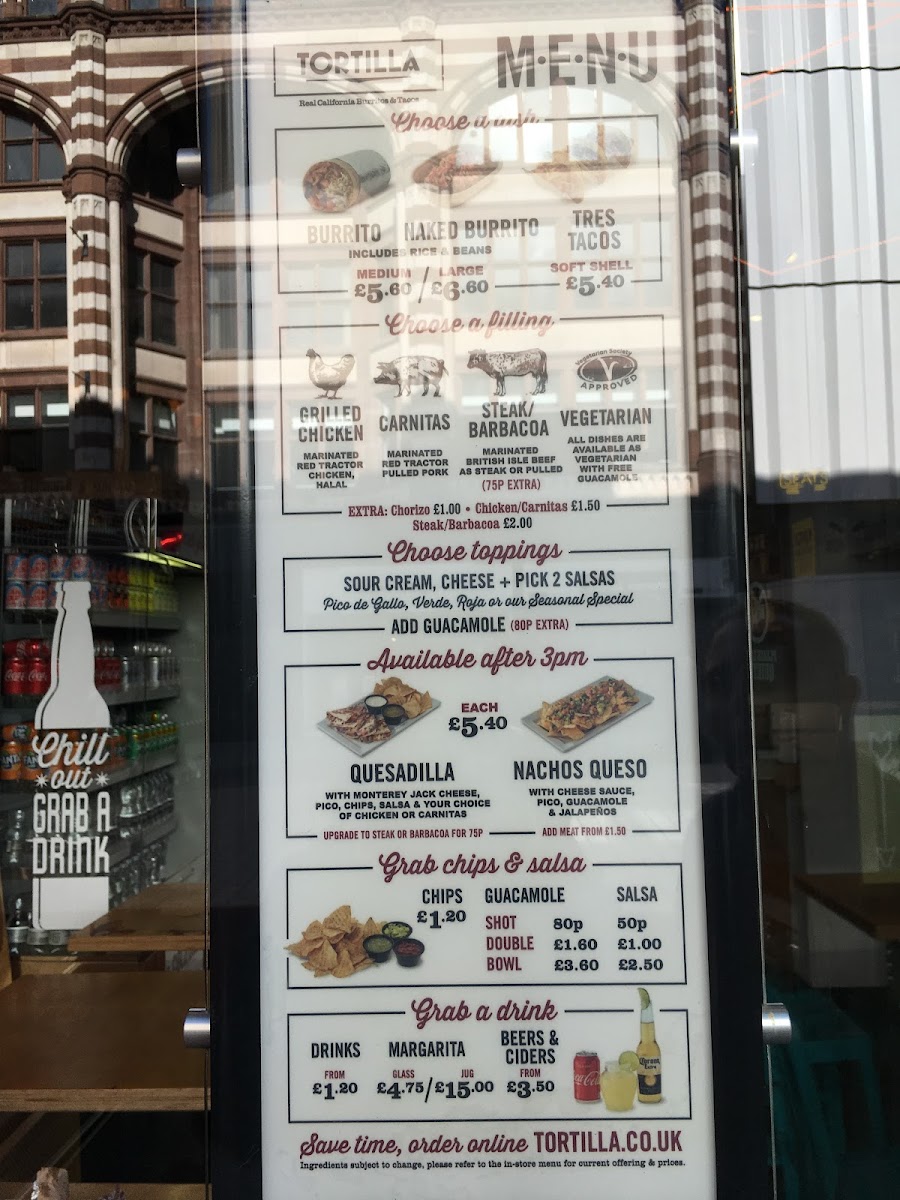 TORTILLA
Real California Burritos & Tacos
M·E·N·U
Choose a dish
BURRITO
NAKED BURRITO
INCLUDES RICE & BEANS
MEDIUM / LARGE
£5.60 / £6.60
TRES
TACOS
SOFT SHELL
£5.40
Choose a filling
GRILLED
CHICKEN
MARINATED
RED TRACTOR
CHICKEN,
HALAL
CARNITAS
MARINATED
RED TRACTOR
PULLED PORK
STEAK/
BARBACOA
MARINATED
BRITISH ISLE BEEF
AS STEAK OR PULLED
(75P EXTRA)
Vegetarian Society
APPROVED
VEGETARIAN
ALL DISHES ARE
AVAILABLE AS
VEGETARIAN
WITH FREE
GUACAMOLE
EXTRA: Chorizo £1.00 • Chicken/Carnitas £1.50
Steak/Barbacoa £2.00
Choose toppings
SOUR CREAM, CHEESE + PICK 2 SALSAS
Pico de Gallo, Verde, Roja or our Seasonal Special
ADD GUACAMOLE (80P EXTRA)
Available after 3pm
EACH
£5.40
QUESADILLA
WITH MONTEREY JACK CHEESE,
PICO, CHIPS, SALSA & YOUR CHOICE
OF CHICKEN OR CARNITAS
UPGRADE TO STEAK OR BARBACOA FOR 75P
NACHOS QUESO
WITH CHEESE SAUCE,
PICO, GUACAMOLE
& JALAPEÑOS
ADD MEAT FROM £1.50
Grab chips & salsa
CHIPS
£1.20
GUACAMOLE SALSA
SHOT 80p 50p
DOUBLE £1.60 £1.00
BOWL £3.60 £2.50
Grab a drink
DRINKS
FROM
£1.20
MARGARITA
GLASS JUG
£4.75/£15.00
BEERS &
CIDERS
FROM
£3.50
Corona
Extra
Save time, order online TORTILLA.CO.UK
Ingredients subject to change, please refer to the in-store menu for current offering & prices.
Chill
out
GRAB A
DRINK